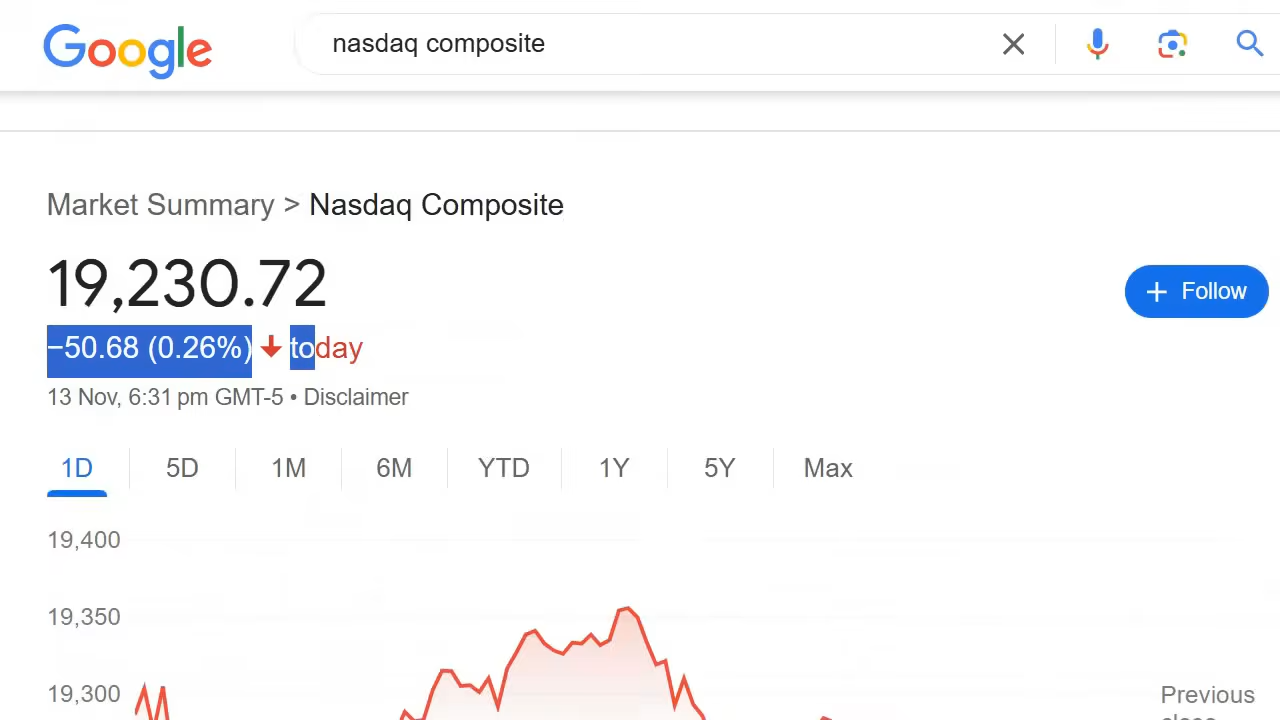 Google
nasdaq composite
Market Summary > Nasdaq Composite
19,230.72
Follow
−50.68 (0.26%) today
13 Nov, 6:31 pm GMT-5 • Disclaimer
1D 5D 1M 6M YTD 1Y 5Y Max
19,400
19,350
19,300
Previous